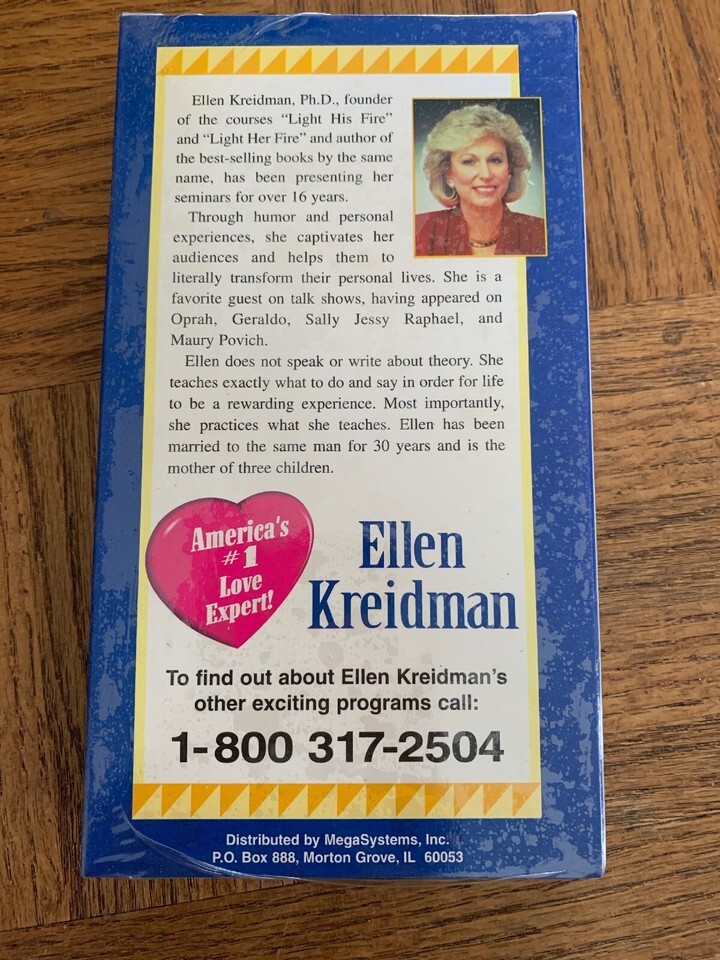 Ellen Kreidman, Ph.D., founder
of the courses “Light His Fire”
and “Light Her Fire” and author of
the best-selling books by the same
name, has been presenting her
seminars for over 16 years.
Through humor and personal
experiences, she captivates her
audiences and helps them to
literally transform their personal lives. She is a
favorite guest on talk shows, having appeared on
Oprah, Geraldo, Sally Jessy Raphael, and
Maury Povich.
Ellen does not speak or write about theory. She
teaches exactly what to do and say in order for life
to be a rewarding experience. Most importantly,
she practices what she teaches. Ellen has been
married to the same man for 30 years and is the
mother of three children.
America's
#1
Love
Expert!
Ellen
Kreidman
To find out about Ellen Kreidman’s
other exciting programs call:
1-800 317-2504
Distributed by MegaSystems, Inc.
P.O. Box 888, Morton Grove, IL 60053